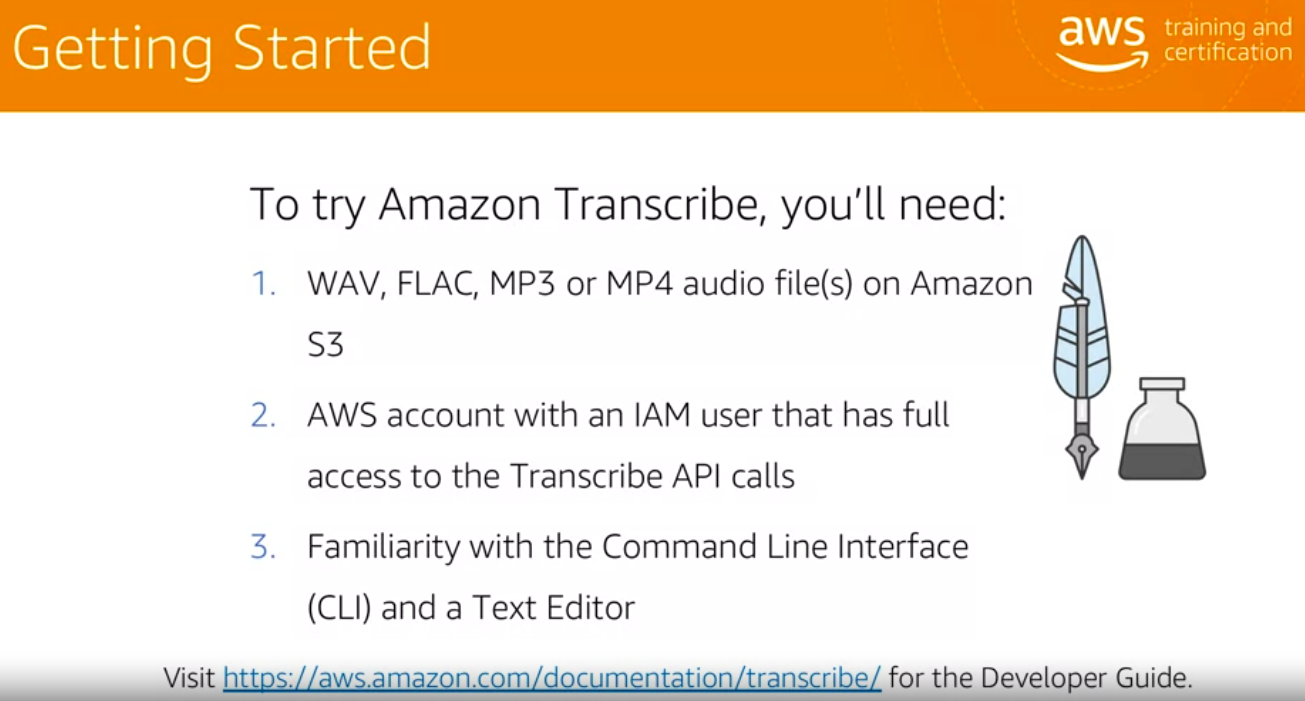 Getting Started
aws training and
certification
To try Amazon Transcribe, you'll need:
1. WAV, FLAC, MP3 or MP4 audio file(s) on Amazon
S3
2. AWS account with an IAM user that has full
access to the Transcribe API calls
3. Familiarity with the Command Line Interface
(CLI) and a Text Editor
Visit https://aws.amazon.com/documentation/transcribe/ for the Developer Guide.